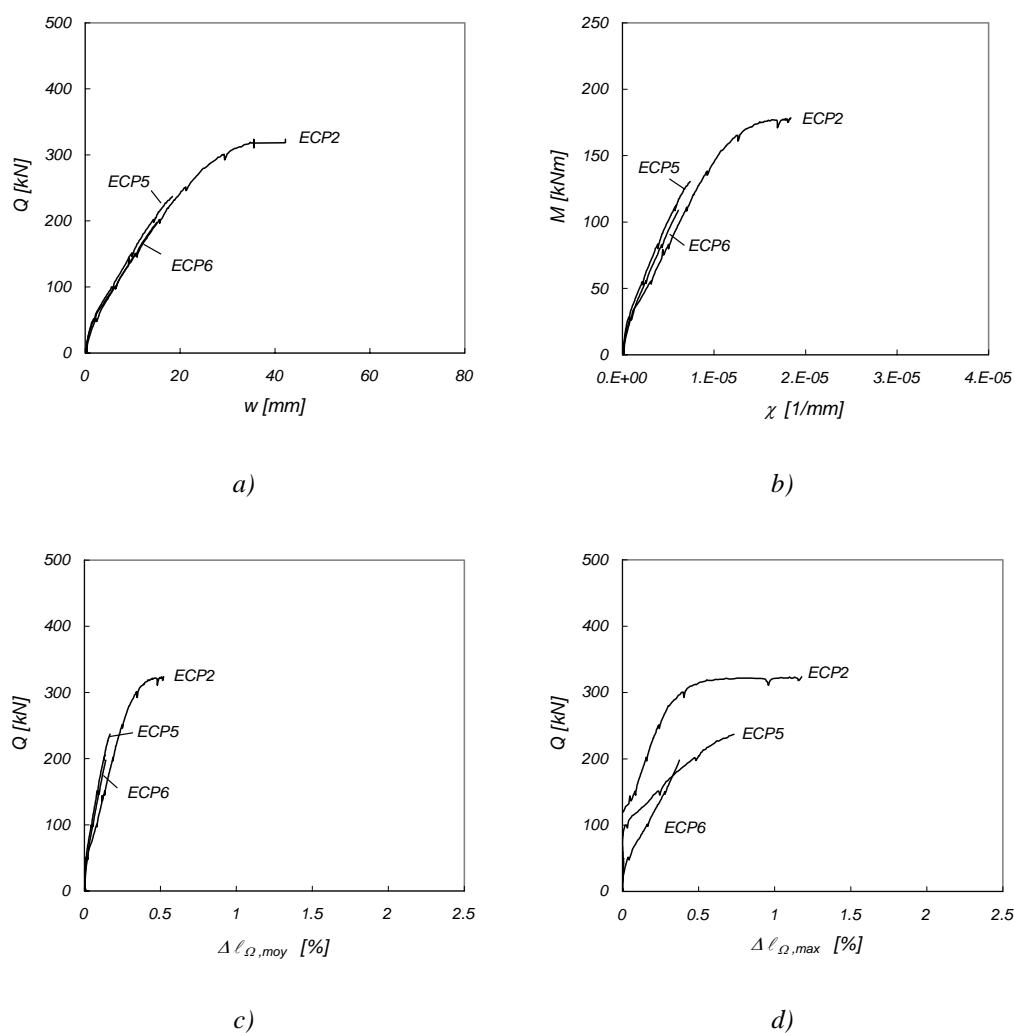 500
400
300
200
100
0
Q [kN]
ECP2
ECP5
ECP6
0
20
40
60
80
w [mm]
a)
250
200
150
100
50
0
M [kNm]
ECP2
ECP5
ECP6
0.E+00
1.E-05
2.E-05
3.E-05
4.E-05
χ [1/mm]
b)
500
400
300
200
100
0
Q [kN]
ECP2
ECP5
ECP6
0
0.5
1
1.5
2
2.5
Δ ℓ Ω ,moy [%]
c)
500
400
300
200
100
0
Q [kN]
ECP2
ECP5
ECP6
0
0.5
1
1.5
2
2.5
Δ ℓ Ω ,max [%]
d)